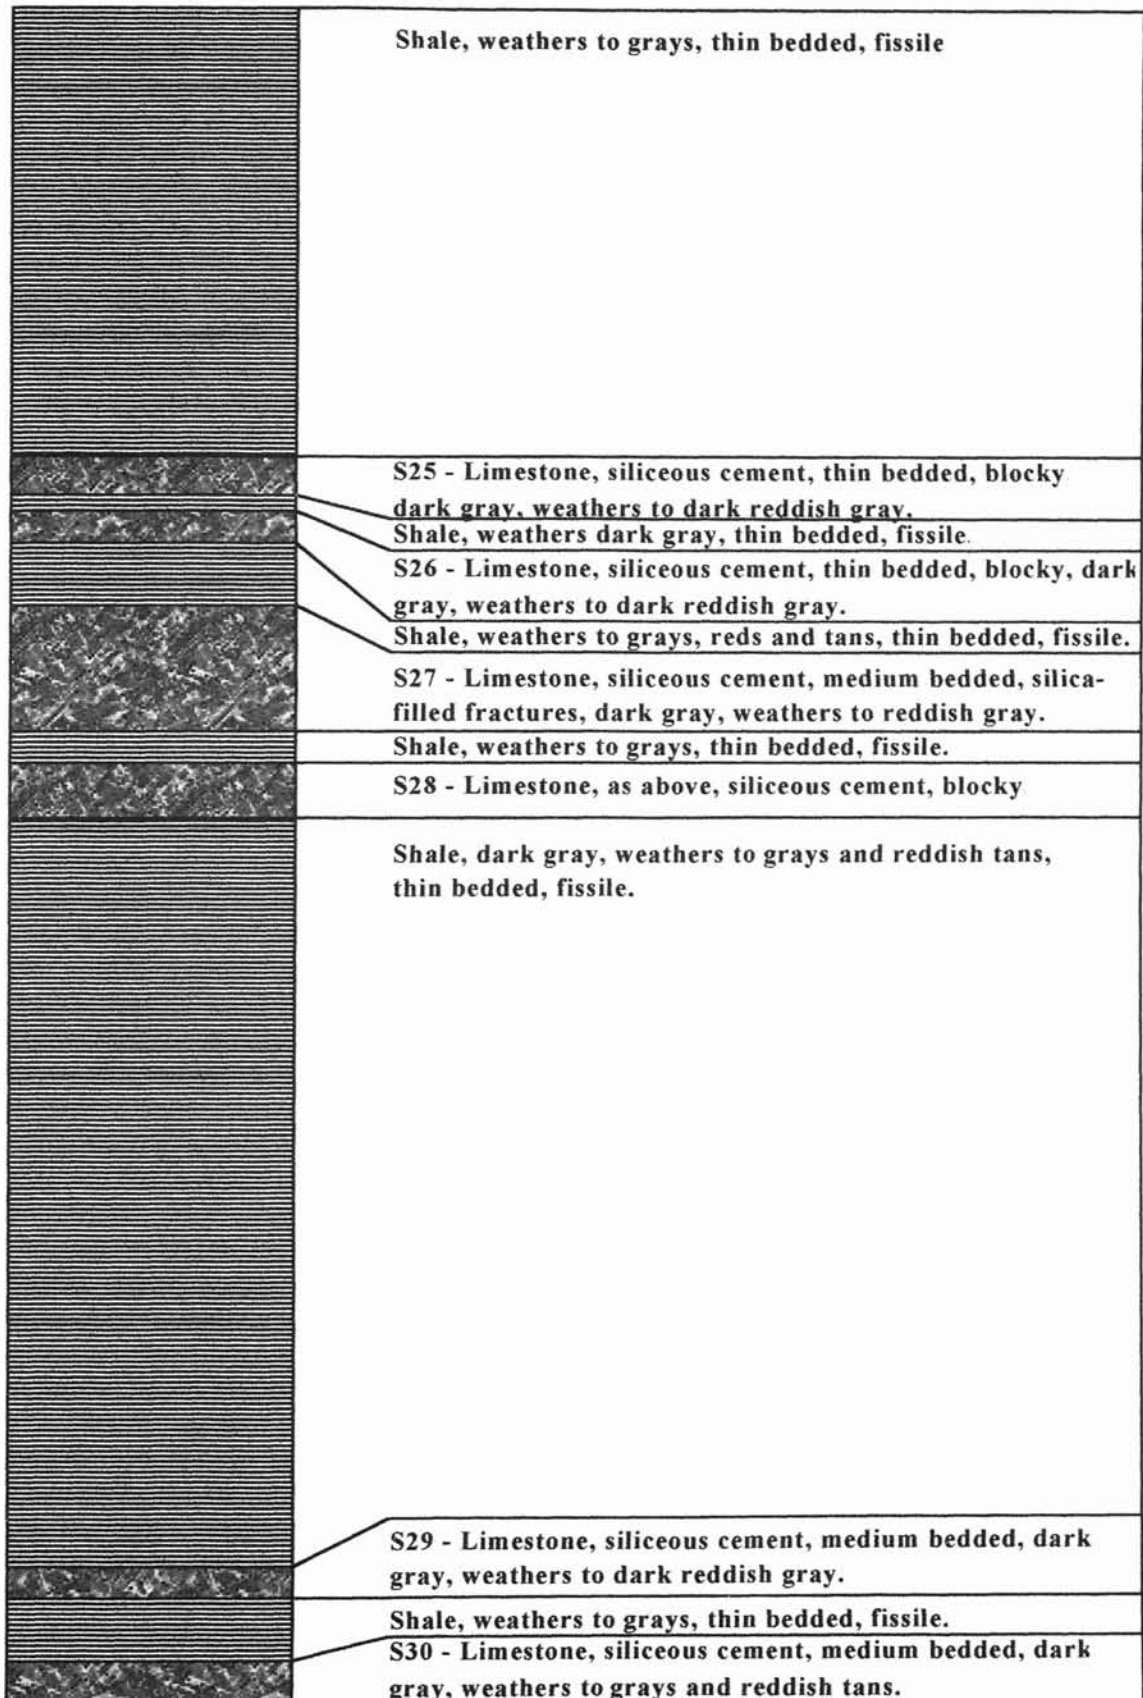 Shale, weathers to grays, thin bedded, fissile
S25 - Limestone, siliceous cement, thin bedded, blocky
dark gray, weathers to dark reddish gray.
Shale, weathers dark gray, thin bedded, fissile.
S26 - Limestone, siliceous cement, thin bedded, blocky, dark
gray, weathers to dark reddish gray.
Shale, weathers to grays, reds and tans, thin bedded, fissile.
S27 - Limestone, siliceous cement, medium bedded, silica-
filled fractures, dark gray, weathers to reddish gray.
Shale, weathers to grays, thin bedded, fissile.
S28 - Limestone, as above, siliceous cement, blocky
Shale, dark gray, weathers to grays and reddish tans,
thin bedded, fissile.
S29 - Limestone, siliceous cement, medium bedded, dark
gray, weathers to dark reddish gray.
Shale, weathers to grays, thin bedded, fissile.
S30 - Limestone, siliceous cement, medium bedded, dark
gray, weathers to grays and reddish tans.